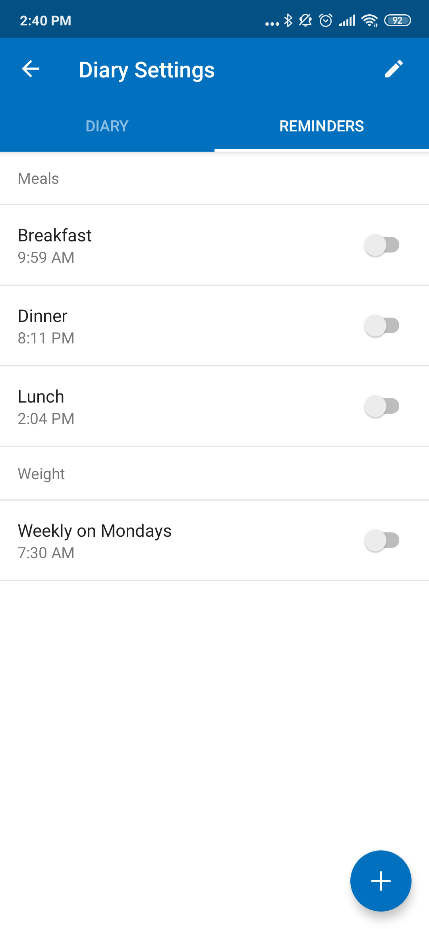 2:40 PM
92
Diary Settings
DIARY
REMINDERS
Meals
Breakfast
9:59 AM
Dinner
8:11 PM
Lunch
2:04 PM
Weight
Weekly on Mondays
7:30 AM